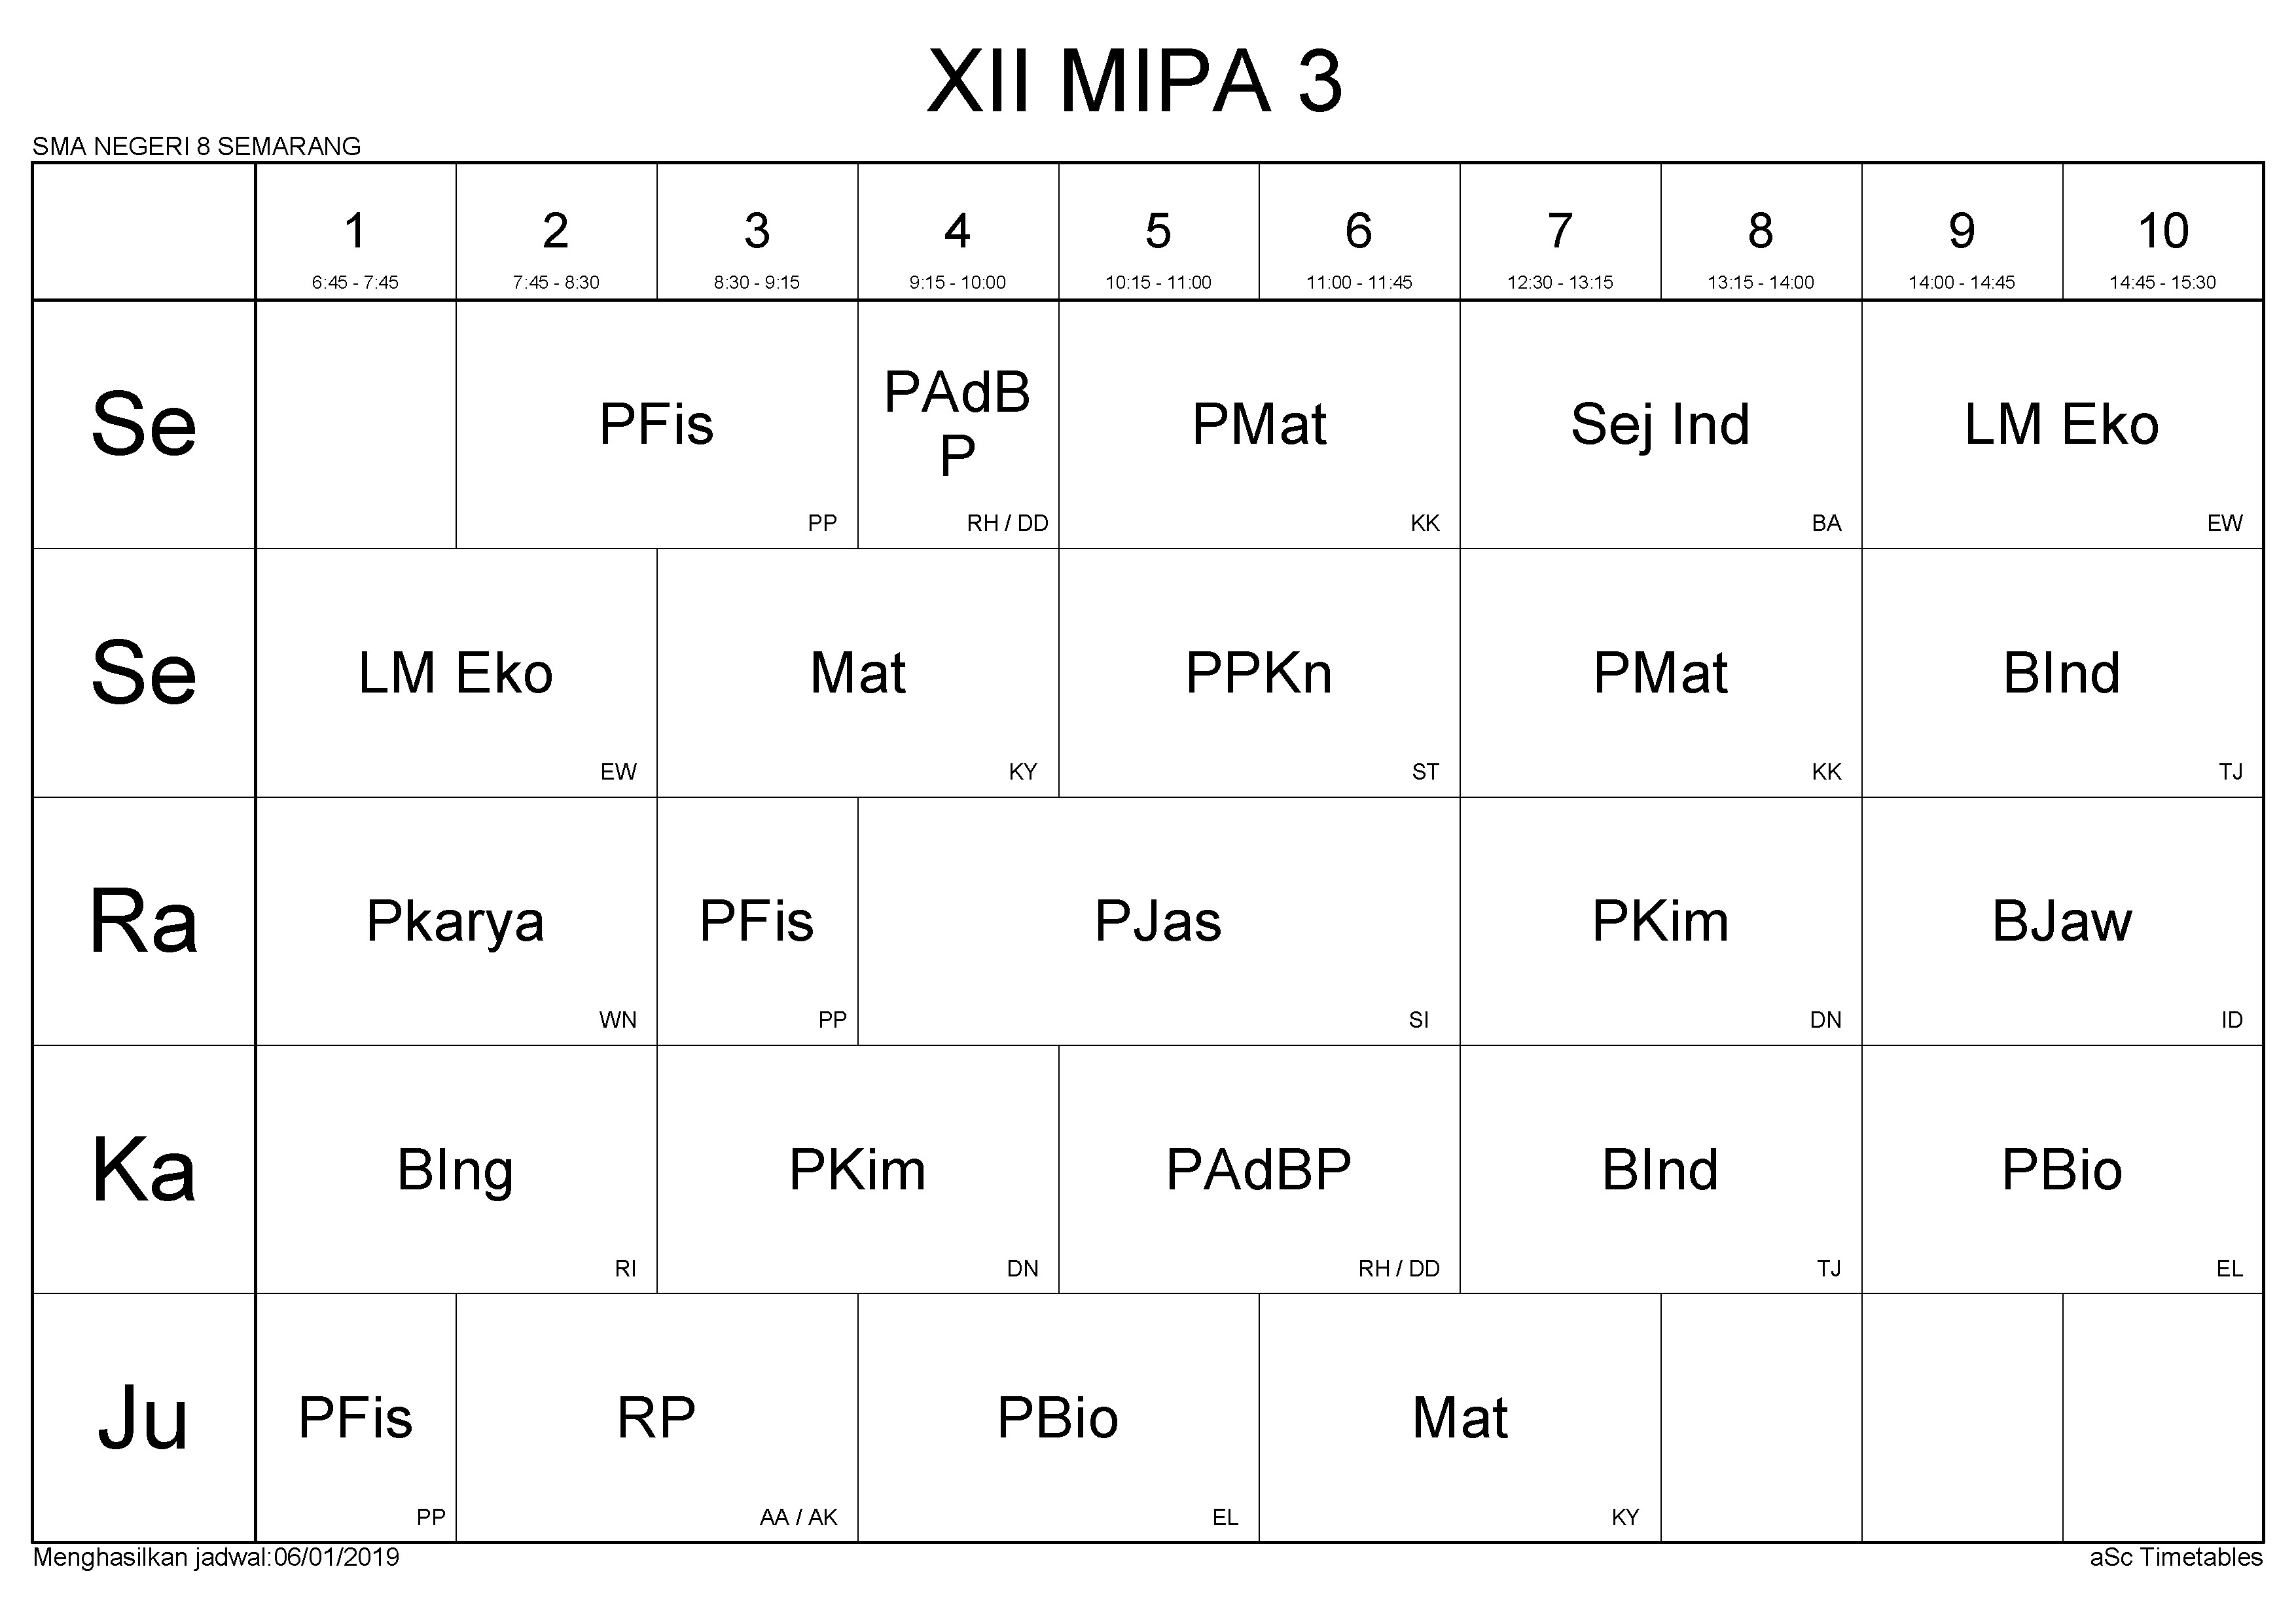 XII MIPA 3
SMA NEGERI 8 SEMARANG
1 2 3 4 5 6 7 8 9 10
6:45 - 7:45 7:45 - 8:30 8:30 - 9:15 9:15 - 10:00 10:15 - 11:00 11:00 - 11:45 12:30 - 13:15 13:15 - 14:00 14:00 - 14:45 14:45 - 15:30
Se PFis PAdB PMat Sej Ind LM Eko
P
PP RH / DD KK BA EW
Se LM Eko Mat PPKn PMat BInd
EW KY ST KK TJ
Ra Pkarya PFis PJas PKim BJaw
WN PP SI DN ID
Ka BIng PKim PAdBP BInd PBio
RI DN RH / DD TJ EL
Ju PFis RP PBio Mat
PP AA / AK EL KY
Menghasilkan jadwal:06/01/2019 aSc Timetables